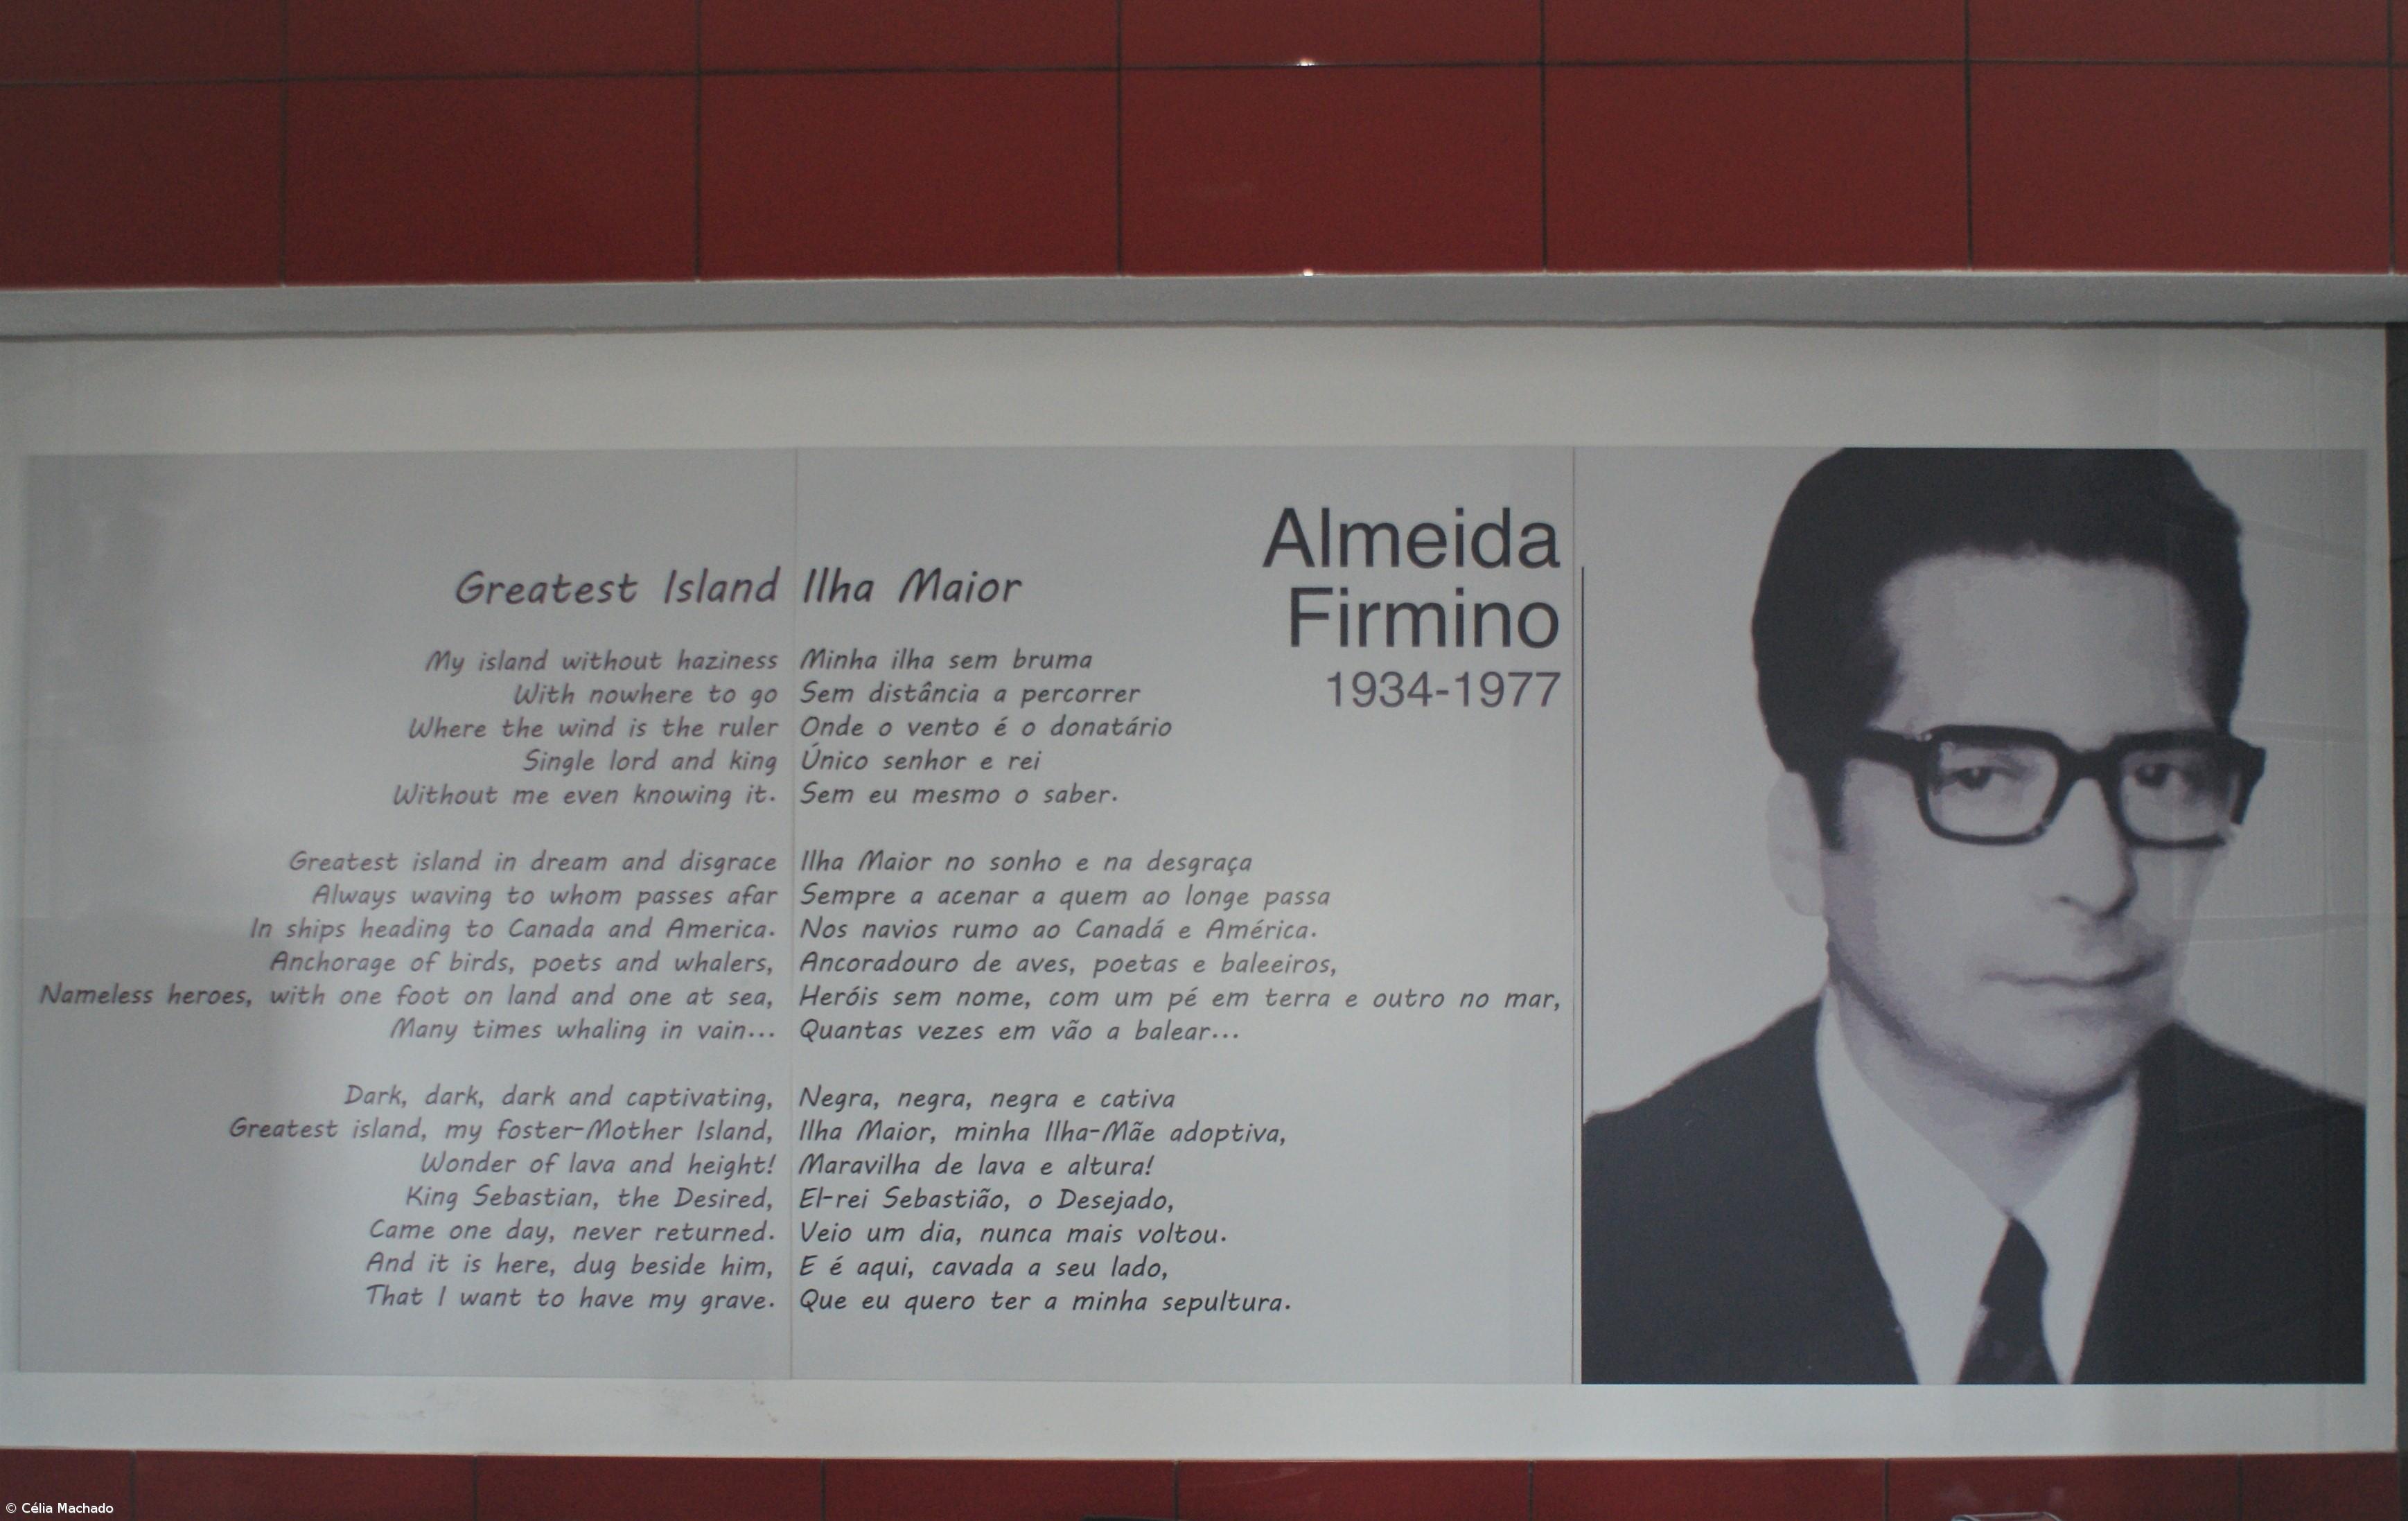 Almeida
Firmino
1934-1977
Greatest Island
My island without haziness
With nowhere to go
Where the wind is the ruler
Single lord and king
Without me even knowing it.
Greatest island in dream and disgrace
Always waving to whom passes afar
In ships heading to Canada and America.
Anchorage of birds, poets and whalers,
Nameless heroes, with one foot on land and one at sea,
Many times whaling in vain...
Dark, dark, dark and captivating,
Greatest island, my foster-Mother Island,
Wonder of lava and height!
King Sebastian, the Desired,
Came one day, never returned.
And it is here, dug beside him,
That I want to have my grave.
Ilha Maior
Minha ilha sem bruma
Sem distância a percorrer
Onde o vento é o donatário
Único senhor e rei
Sem eu mesmo o saber.
Ilha Maior no sonho e na desgraça
Sempre a acenar a quem ao longe passa
Nos navios rumo ao Canadá e América.
Ancoradouro de aves, poetas e baleeiros,
Heróis sem nome, com um pé em terra e outro no mar,
Quantas vezes em vão a balear...
Negra, negra, negra e cativa
Ilha Maior, minha Ilha-Mãe adoptiva,
Maravilha de lava e altura!
El-rei Sebastião, o Desejado,
Veio um dia, nunca mais voltou.
E é aqui, cavada a seu lado,
Que eu quero ter a minha sepultura.
© Célia Machado